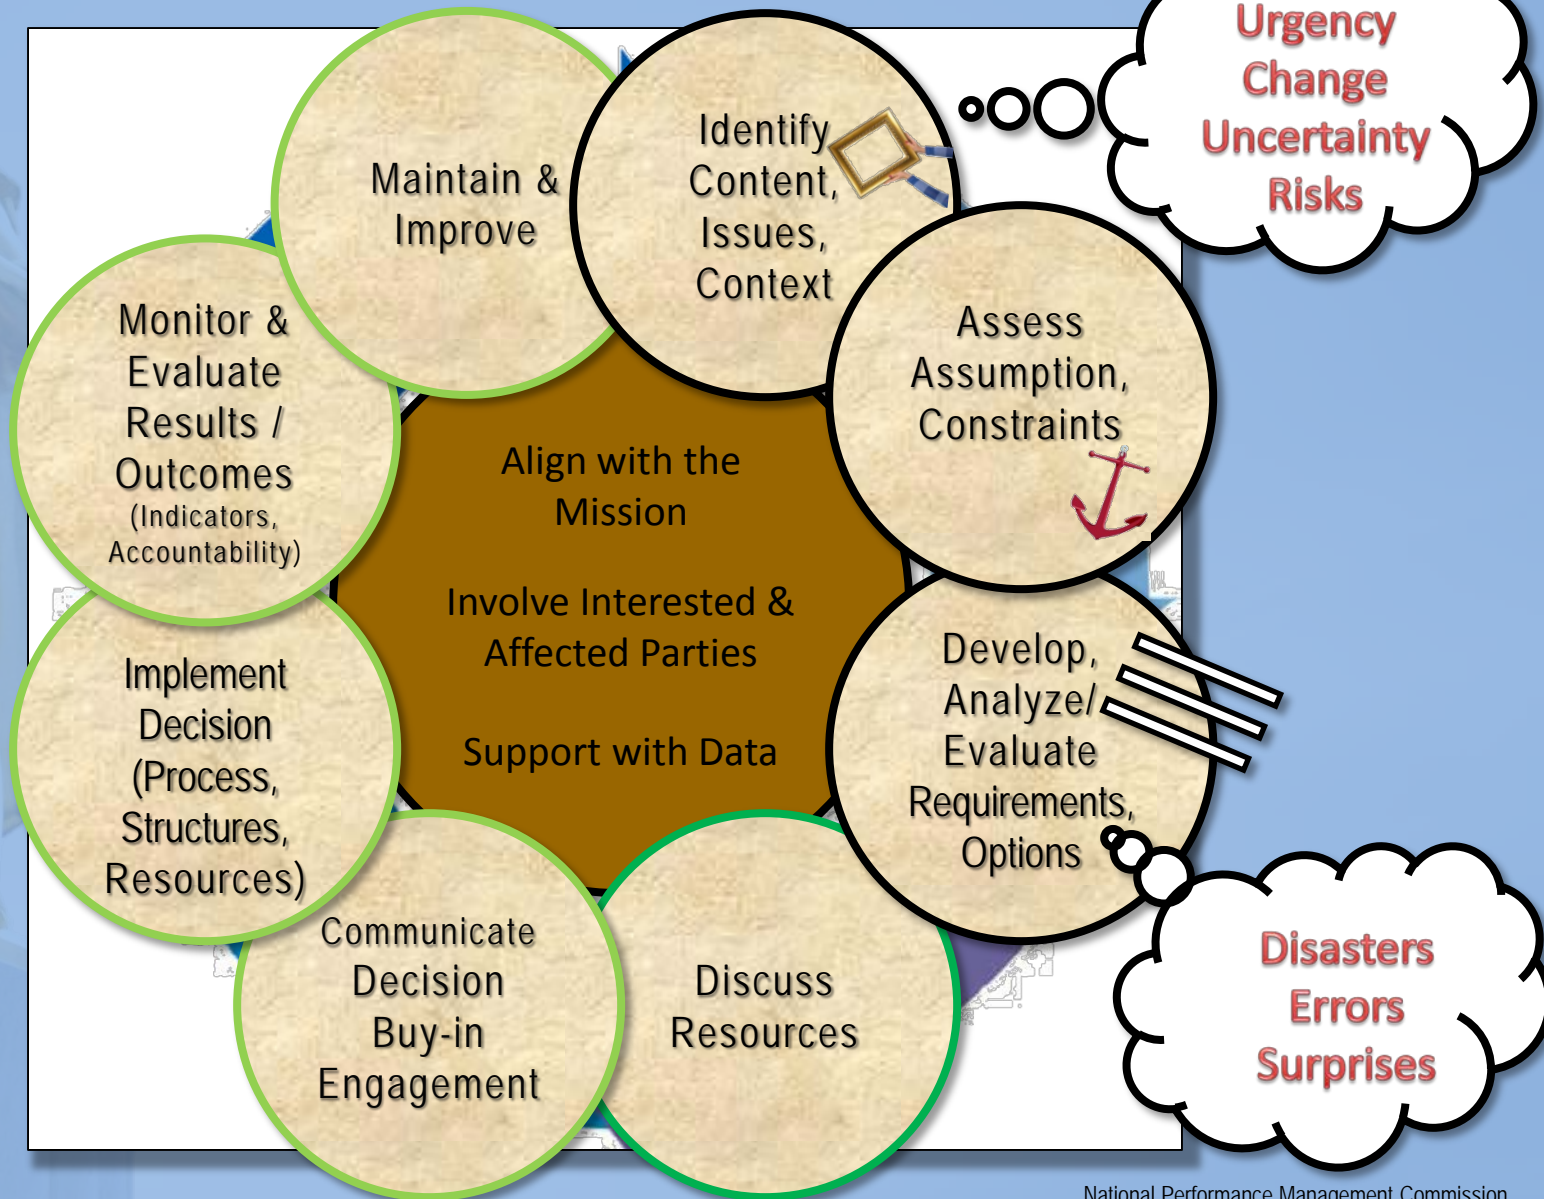 Urgency
Change
Uncertainty
Risks
Identify
Content,
Issues,
Context
Assess
Assumption,
Constraints
Develop,
Analyze/
Evaluate
Requirements,
Options
Disasters
Errors
Surprises
Discuss
Resources
Communicate
Decision
Buy-in
Engagement
Implement
Decision
(Process,
Structures,
Resources)
Monitor &
Evaluate
Results /
Outcomes
(Indicators,
Accountability)
Maintain &
Improve
Align with the
Mission
Involve Interested &
Affected Parties
Support with Data
National Performance Management Commission